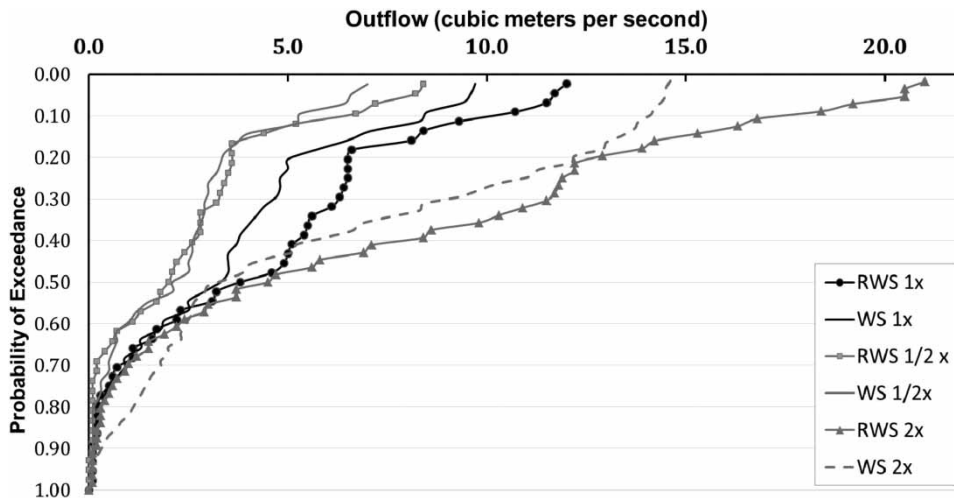 Outflow (cubic meters per second)
0.0 5.0 10.0 15.0 20.0
Probability of Exceedance
0.00
0.10
0.20
0.30
0.40
0.50
0.60
0.70
0.80
0.90
1.00
RWS 1x
WS 1x
RWS 1/2 x
WS 1/2x
RWS 2x
WS 2x